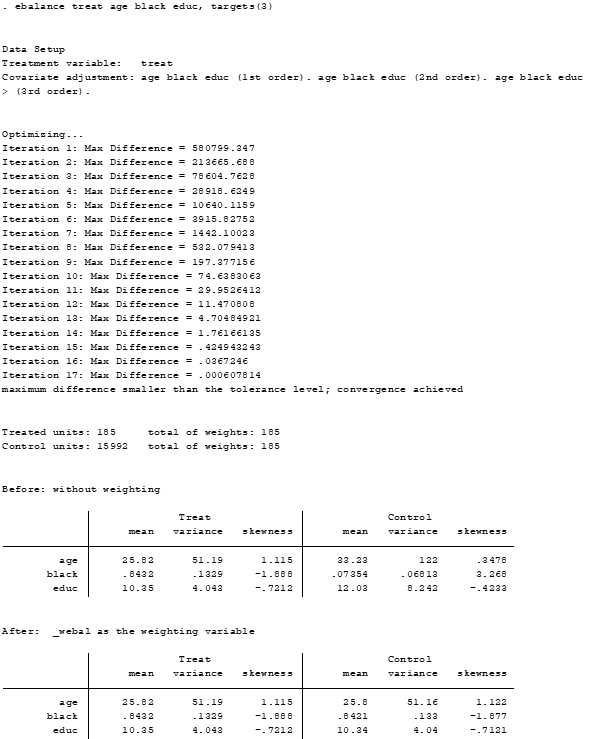 . ebalance treat age black educ, targets(3)
Data Setup
Treatment variable:   treat
Covariate adjustment: age black educ (1st order). age black educ (2nd order). age black educ
> (3rd order).
Optimizing...
Iteration 1: Max Difference = 580799.347
Iteration 2: Max Difference = 213665.688
Iteration 3: Max Difference = 78604.7628
Iteration 4: Max Difference = 28918.6249
Iteration 5: Max Difference = 10640.1159
Iteration 6: Max Difference = 3915.82752
Iteration 7: Max Difference = 1442.10023
Iteration 8: Max Difference = 532.079413
Iteration 9: Max Difference = 197.377156
Iteration 10: Max Difference = 74.6383063
Iteration 11: Max Difference = 29.9526412
Iteration 12: Max Difference = 11.470808
Iteration 13: Max Difference = 4.70484921
Iteration 14: Max Difference = 1.76166135
Iteration 15: Max Difference = .424943243
Iteration 16: Max Difference = .0367246
Iteration 17: Max Difference = .000607814
maximum difference smaller than the tolerance level; convergence achieved
Treated units: 185     total of weights: 185
Control units: 15992   total of weights: 185
Before: without weighting
Treat Control
mean variance skewness mean variance skewness
age 25.82 51.19 1.115 33.23 122 .3478
black .8432 .1329 -1.888 .07354 .06813 3.268
educ 10.35 4.043 -.7212 12.03 8.242 -.4233
After:  _webal as the weighting variable
Treat Control
mean variance skewness mean variance skewness
age 25.82 51.19 1.115 25.8 51.16 1.122
black .8432 .1329 -1.888 .8421 .133 -1.877
educ 10.35 4.043 -.7212 10.34 4.04 -.7121